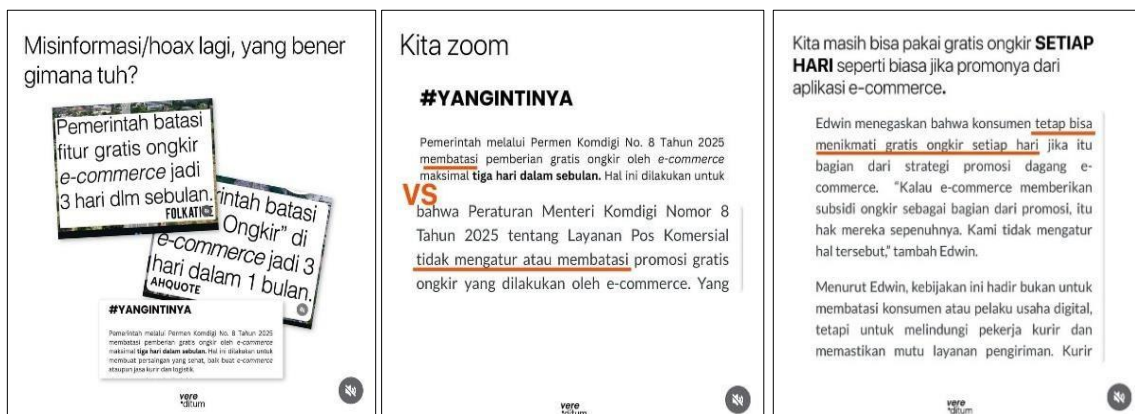 Misinformasi/hoax lagi, yang bener
gimana tuh?
Pemerintah batasi
fitur gratis ongkir
e-commerce jadi
3 hari dlm sebulan.
FOLKATIVE
rintah batasi
Ongkir" di
e-commerce jadi 3
hari dalam 1 bulan.
AHQUOTE
#YANGINTINYA
Pemerintah melalui Permen Komdigi No. 8 Tahun 2025
membatasi pemberian gratis ongkir oleh e-commerce
maksimal tiga hari dalam sebulan. Hal ini dilakukan untuk
membuat persaingan yang sehat, baik buat e-commerce
ataupun jasa kurir dan logistik.
vere
*ditum
Kita zoom
#YANGINTINYA
Pemerintah melalui Permen Komdigi No. 8 Tahun 2025
membatasi pemberian gratis ongkir oleh e-commerce
maksimal tiga hari dalam sebulan. Hal ini dilakukan untuk
VS
bahwa Peraturan Menteri Komdigi Nomor 8
Tahun 2025 tentang Layanan Pos Komersial
tidak mengatur atau membatasi promosi gratis
ongkir yang dilakukan oleh e-commerce. Yang
vere
*ditum
Kita masih bisa pakai gratis ongkir SETIAP
HARI seperti biasa jika promonya dari
aplikasi e-commerce.
Edwin menegaskan bahwa konsumen tetap bisa
menikmati gratis ongkir setiap hari jika itu
bagian dari strategi promosi dagang e-
commerce. "Kalau e-commerce memberikan
subsidi ongkir sebagai bagian dari promosi, itu
hak mereka sepenuhnya. Kami tidak mengatur
hal tersebut," tambah Edwin.
Menurut Edwin, kebijakan ini hadir bukan untuk
membatasi konsumen atau pelaku usaha digital,
tetapi untuk melindungi pekerja kurir dan
memastikan mutu layanan pengiriman. Kurir
vere
*ditum